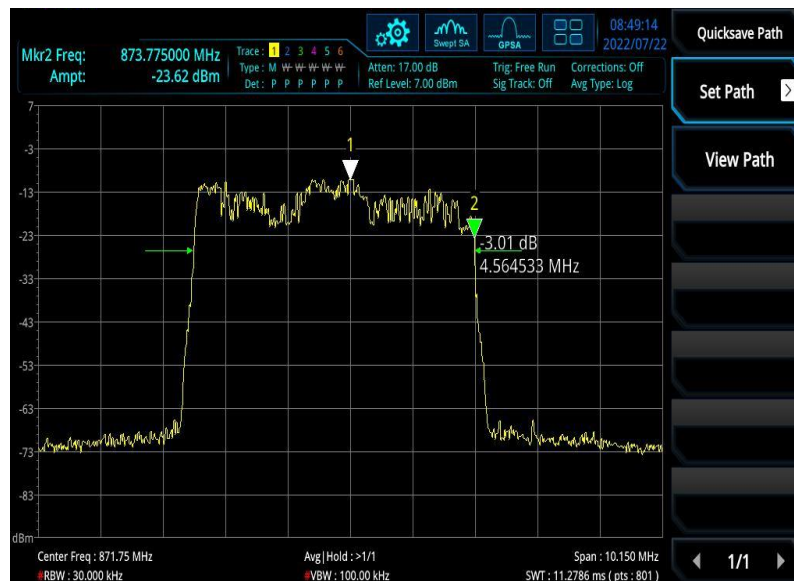 08:49:14
2022/07/22
Swept SA
GPSA
Quicksave Path
Mkr2 Freq: 873.775000 MHz
Ampt: -23.62 dBm
Trace: 1 2 3 4 5 6
Type: M W W W W W
Det: P P P P P P
Atten: 17.00 dB
Ref Level: 7.00 dBm
Trig: Free Run
Sig Track: Off
Corrections: Off
Avg Type: Log
Set Path
View Path
7
-3
1
-13
2
-23
-3.01 dB
4.564533 MHz
-33
-43
-53
-63
-73
-83
dBm
Center Freq : 871.75 MHz
Avg|Hold : >1/1
Span : 10.150 MHz
#RBW : 30.000 kHz
#VBW : 100.00 kHz
SWT : 11.2786 ms ( pts : 801 )
1/1